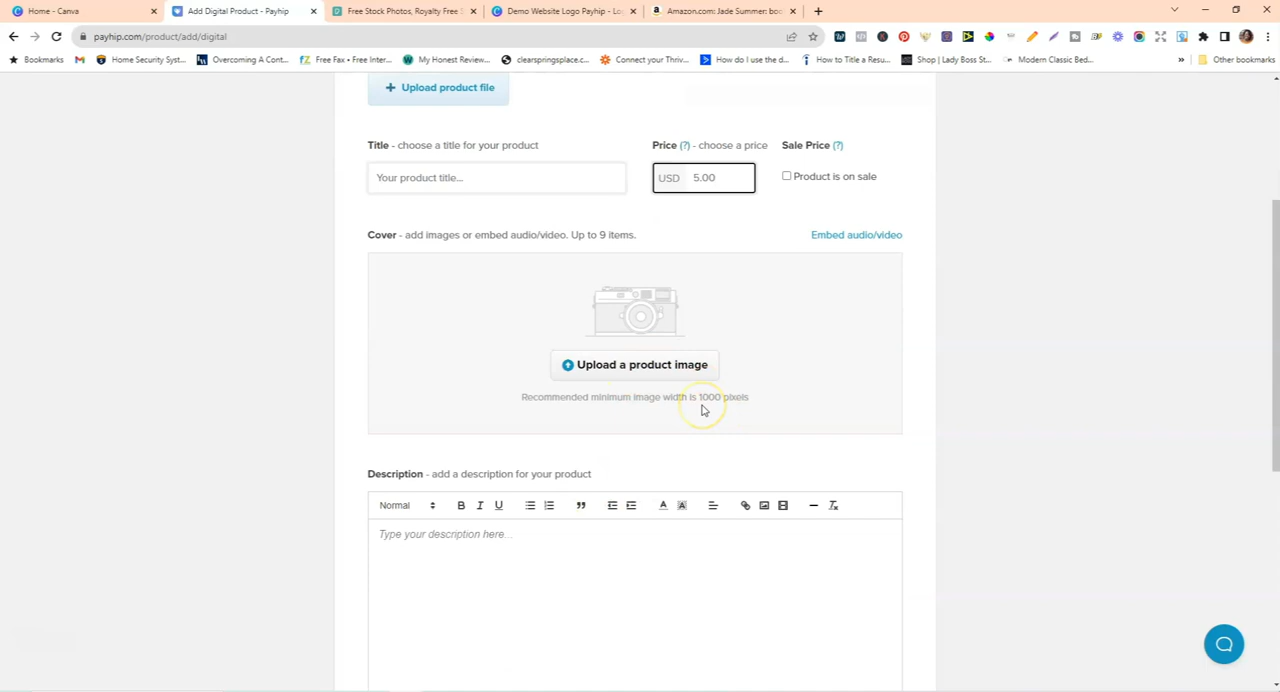 Home - Canva
Add Digital Product - Payhip
Free Stock Photos, Royalty Free S
Demo Website Logo Payhip - Lo
Amazon.com: Jade Summer: boo
payhip.com/product/add/digital
Bookmarks
Home Security Syst...
Overcoming A Cont...
Free Fax • Free Inter...
My Honest Review...
clearspringsplace.c...
Connect your Thriv...
How do I use the d...
How to Title a Resu...
Shop | Lady Boss St...
Modern Classic Bed...
»
Other bookmarks
+ Upload product file
Title - choose a title for your product
Price (?) - choose a price
Sale Price (?)
Your product title...
USD 5.00
Product is on sale
Cover - add images or embed audio/video. Up to 9 items.
Embed audio/video
Upload a product image
Recommended minimum image width is 1000 pixels
Description - add a description for your product
Normal
B I U
A A
Type your description here...